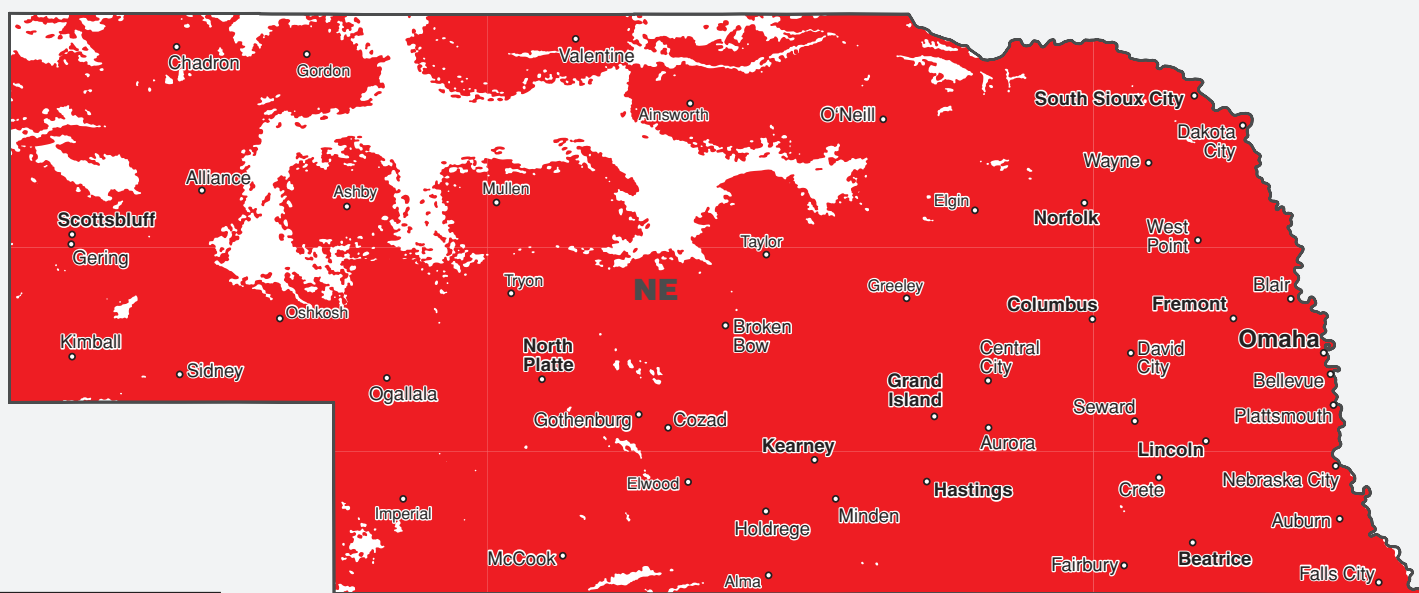 Valentine
Chadron
Gordon
Ainsworth
O'Neill
South Sioux City
Dakota
City
Wayne
Alliance
Ashby
Mullen
Elgin
Norfolk
Scottsbluff
Gering
West
Point
Taylor
Tryon
NE
Greeley
Blair
Oshkosh
Columbus
Fremont
Kimball
Broken
Bow
Omaha
North
Platte
Central
City
David
City
Sidney
Ogallala
Grand
Island
Bellevue
Gothenburg
Cozad
Seward
Plattsmouth
Kearney
Aurora
Lincoln
Elwood
Hastings
Crete
Nebraska City
Imperial
Holdrege
Minden
Auburn
McCook
Alma
Fairbury
Beatrice
Falls City